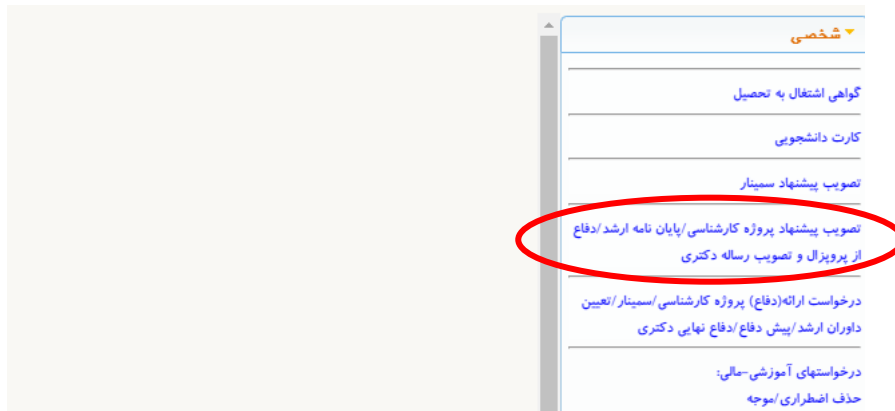 شخصی
گواهی اشتغال به تحصیل
کارت دانشجویی
تصویب پیشنهاد سمینار
تصویب پیشنهاد پروژه کارشناسی/پایان نامه ارشد/دفاع
از پروپزال و تصویب رساله دکتری
درخواست ارائه(دفاع) پروژه کارشناسی/سمینار/تعیین
داوران ارشد/پیش دفاع/دفاع نهایی دکتری
درخواستهای آموزشی-مالی:
حذف اضطراری/موجه